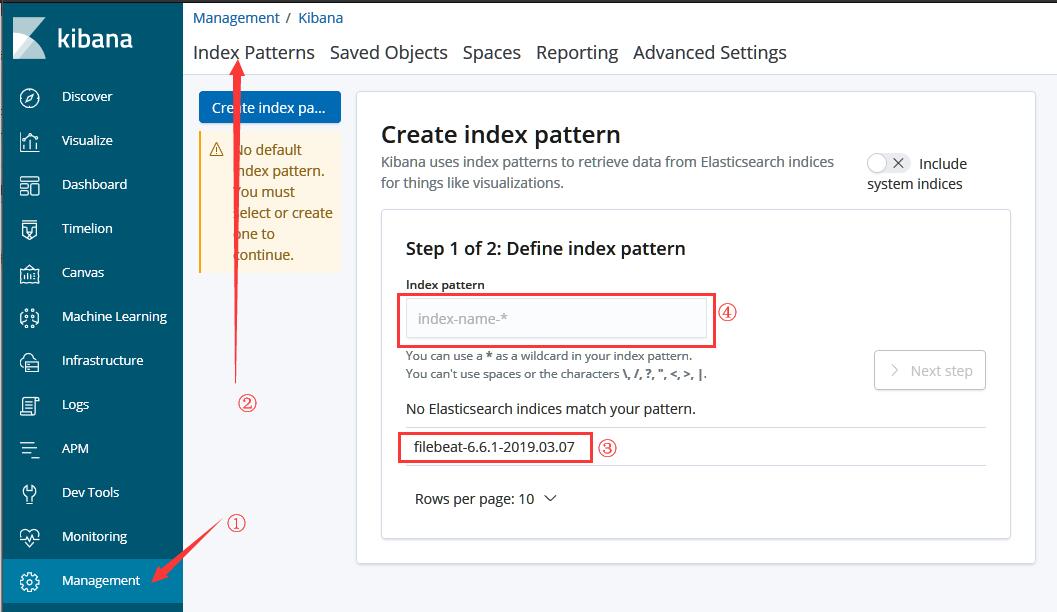 kibana
Discover
Visualize
Dashboard
Timelion
Canvas
Machine Learning
Infrastructure
Logs
APM
Dev Tools
Monitoring
Management
①
Management / Kibana
Index Patterns Saved Objects Spaces Reporting Advanced Settings
Create index pa...
No default
index pattern.
You must
select or create
one to
continue.
②
Create index pattern
Kibana uses index patterns to retrieve data from Elasticsearch indices
for things like visualizations.
Include
system indices
Step 1 of 2: Define index pattern
Index pattern
index-name-*
④
You can use a * as a wildcard in your index pattern.
You can't use spaces or the characters \, /, ?, ", <, >, |.
Next step
No Elasticsearch indices match your pattern.
filebeat-6.6.1-2019.03.07 ③
Rows per page: 10